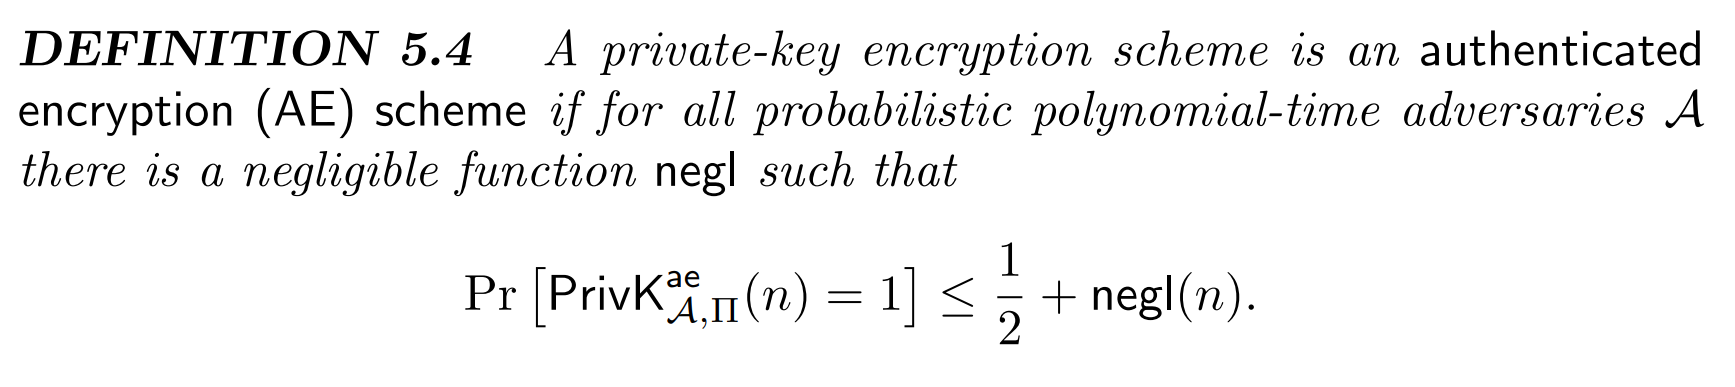 DEFINITION 5.4 A private-key encryption scheme is an authenticated
encryption (AE) scheme if for all probabilistic polynomial-time adversaries 𝒜
there is a negligible function negl such that
Pr [PrivK^{ae}_{𝒜,Π}(n) = 1] ≤ 1/2 + negl(n).